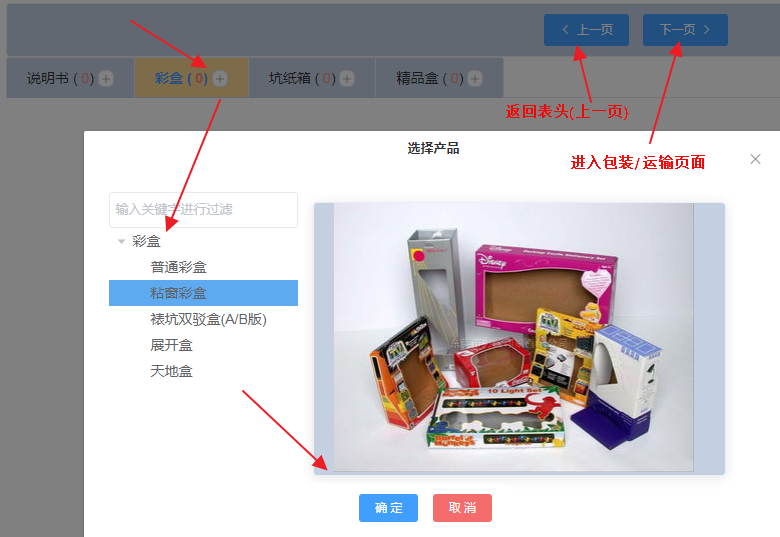 上一页
下一页
说明书 ( 0)
彩盒 ( 0)
坑纸箱 ( 0)
精品盒 ( 0)
返回表头(上一页)
进入包装/运输页面
选择产品
输入关键字进行过滤
彩盒
普通彩盒
粘窗彩盒
裱坑双驳盒(A/B版)
展开盒
天地盒
Disney
10 Light Set
确 定
取 消